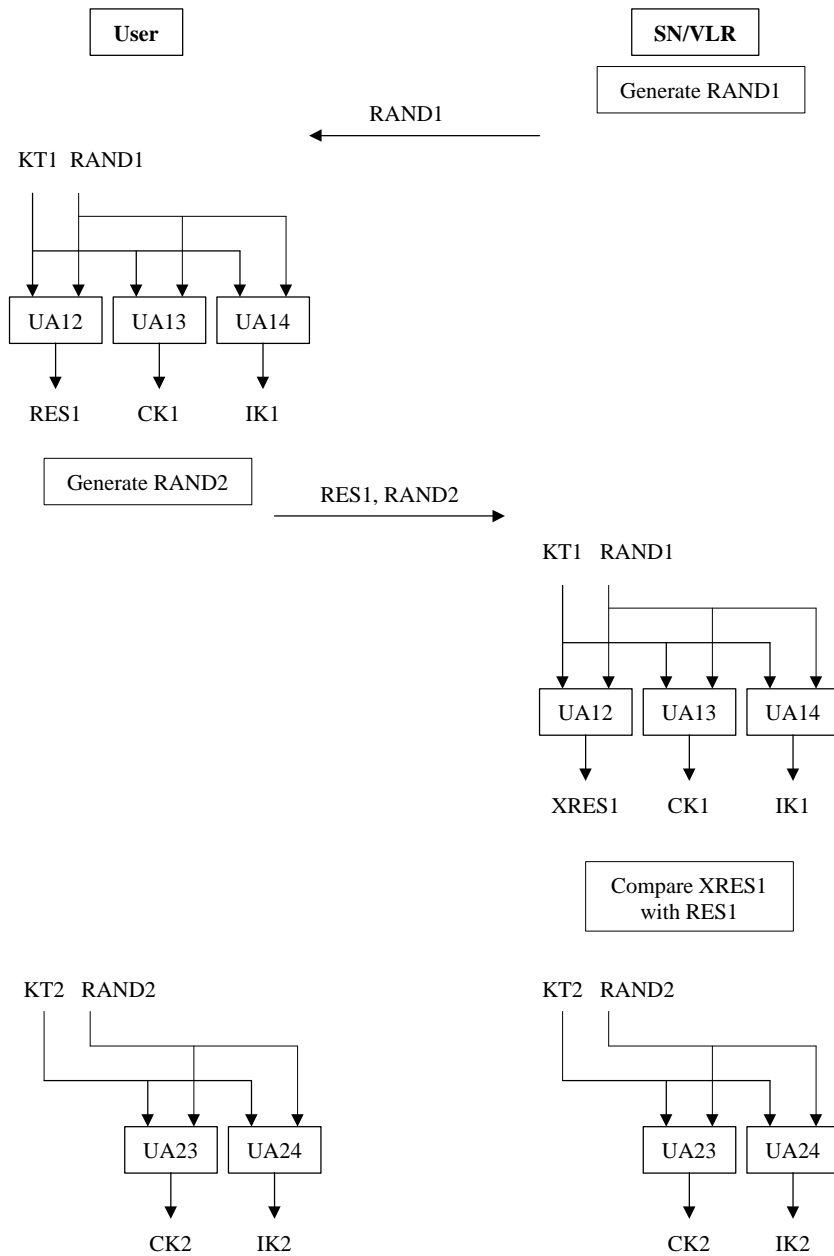 User
SN/VLR
Generate RAND1
RAND1
KT1 RAND1
UA12 UA13 UA14
RES1 CK1 IK1
Generate RAND2
RES1, RAND2
KT1 RAND1
UA12 UA13 UA14
XRES1 CK1 IK1
Compare XRES1
with RES1
KT2 RAND2
KT2 RAND2
UA23 UA24
UA23 UA24
CK2 IK2
CK2 IK2